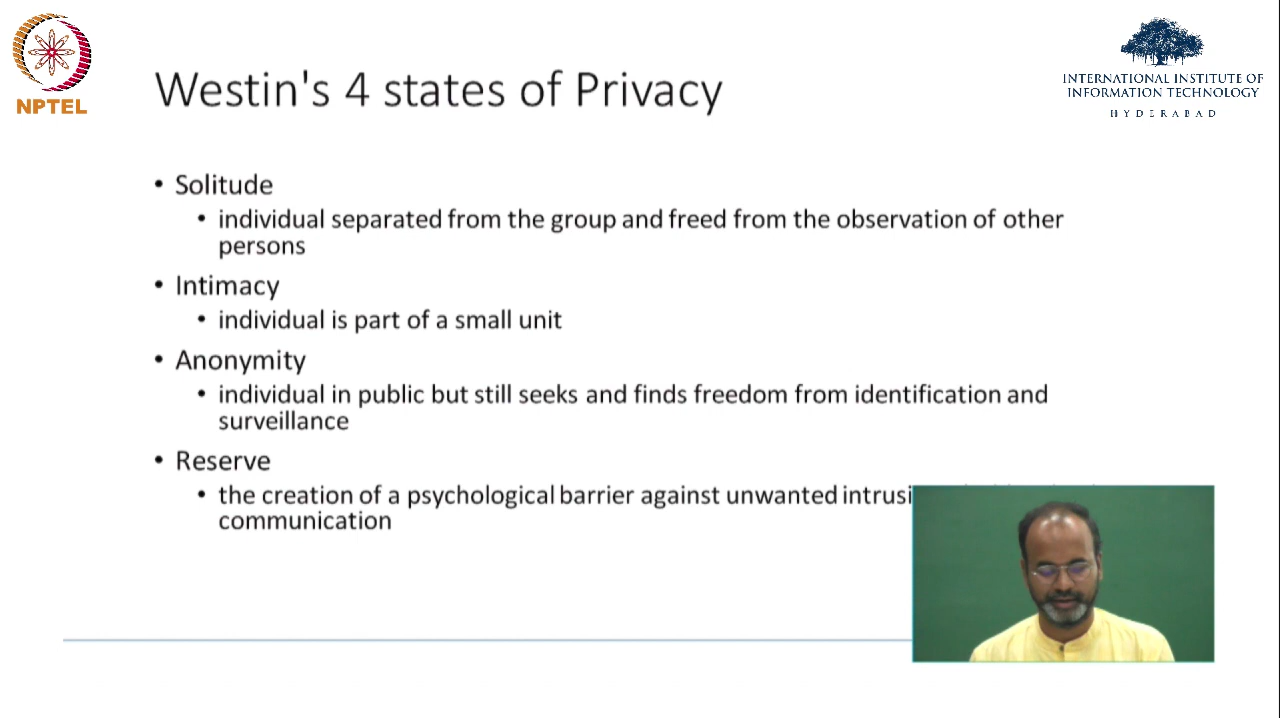 NPTEL
Westin's 4 states of Privacy
INTERNATIONAL INSTITUTE OF
INFORMATION TECHNOLOGY
HYDERABAD
• Solitude
• individual separated from the group and freed from the observation of other
persons
• Intimacy
• individual is part of a small unit
• Anonymity
• individual in public but still seeks and finds freedom from identification and
surveillance
• Reserve
• the creation of a psychological barrier against unwanted
communication